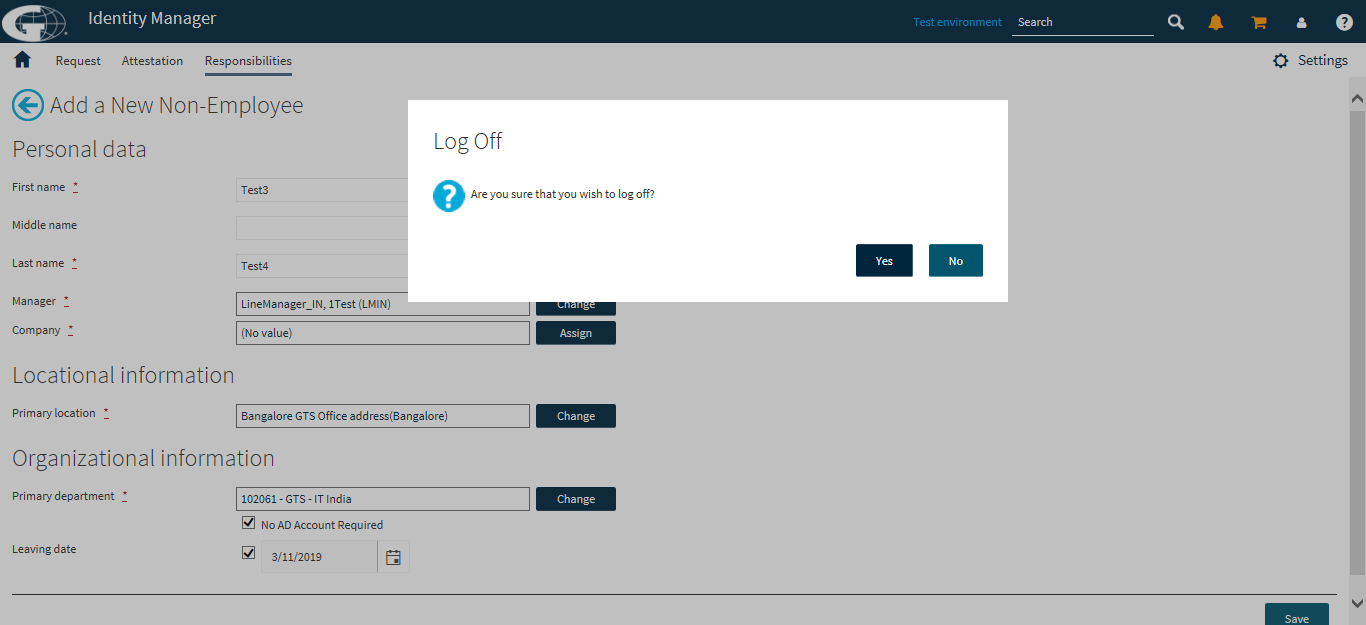 Identity Manager
Test environment
Search
Request
Attestation
Responsibilities
Settings
Add a New Non-Employee
Log Off
Are you sure that you wish to log off?
Yes
No
Personal data
First name *
Test3
Middle name
Last name *
Test4
Manager *
LineManager_IN, 1Test (LMIN)
Change
Company *
(No value)
Assign
Locational information
Primary location *
Bangalore GTS Office address(Bangalore)
Change
Organizational information
Primary department *
102061 - GTS - IT India
Change
No AD Account Required
Leaving date
3/11/2019
Save